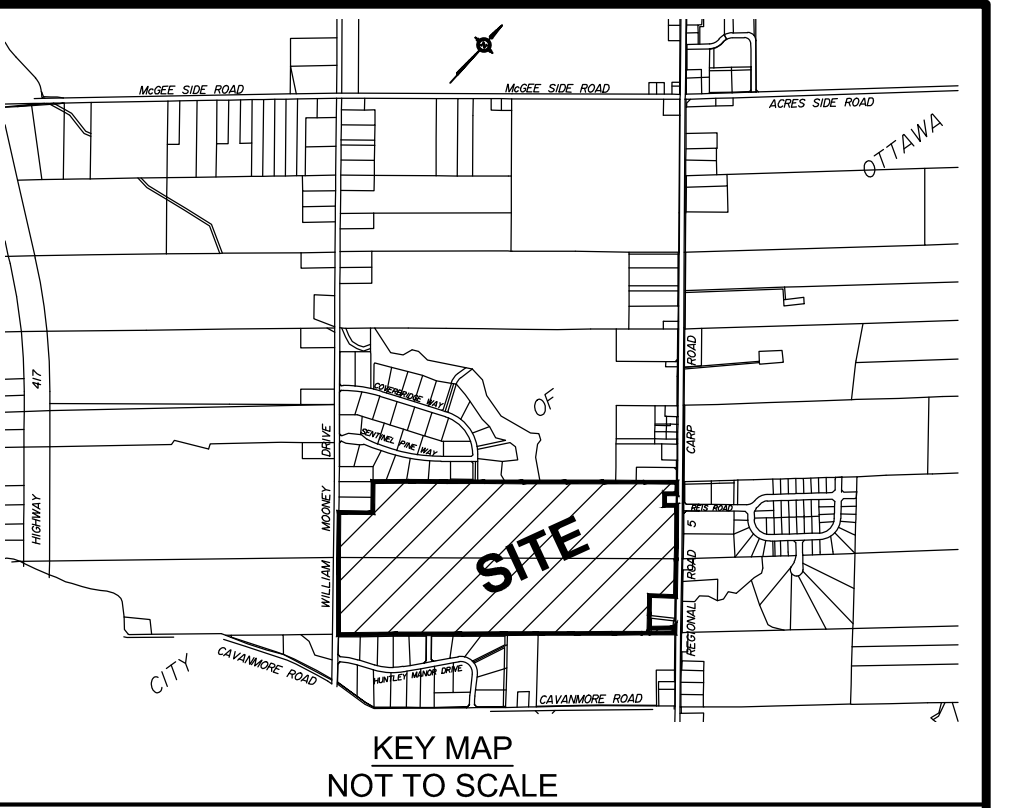 McGEE SIDE ROAD
McGEE SIDE ROAD
ACRES SIDE ROAD
OTTAWA
OF
CITY
HIGHWAY 417
WILLIAM MOONEY DRIVE
COVERBRIDGE WAY
SENTINEL PINE WAY
CARP ROAD
REGIONAL ROAD 5
REIS ROAD
SITE
CAVANMORE ROAD
HUNTLEY MANOR DRIVE
CAVANMORE ROAD
KEY MAP
NOT TO SCALE